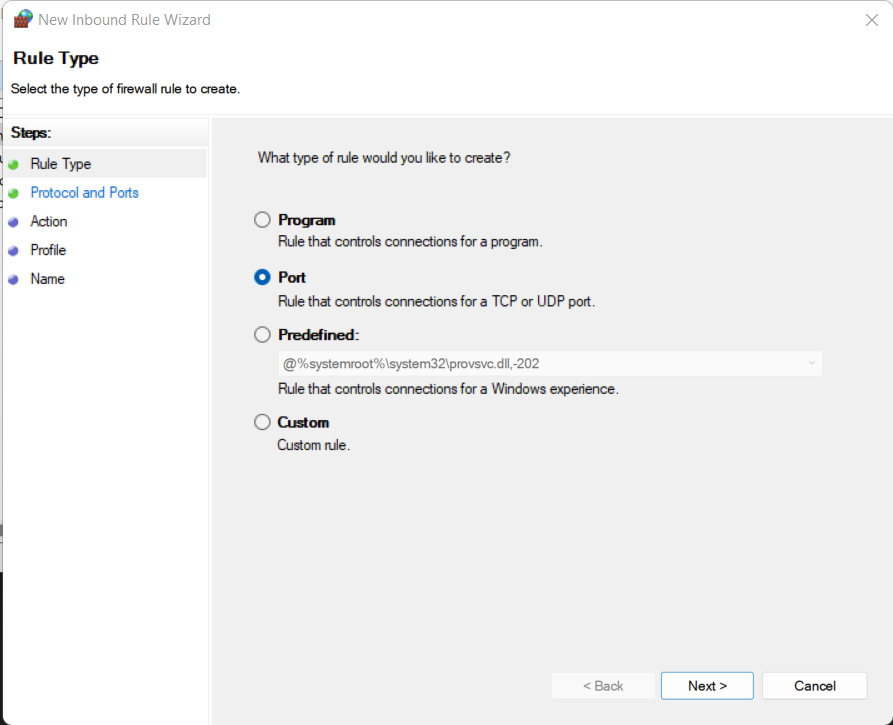 New Inbound Rule Wizard
Rule Type
Select the type of firewall rule to create.
Steps:
Rule Type
Protocol and Ports
Action
Profile
Name
What type of rule would you like to create?
Program
Rule that controls connections for a program.
Port
Rule that controls connections for a TCP or UDP port.
Predefined:
@%systemroot%\system32\provsvc.dll,-202
Rule that controls connections for a Windows experience.
Custom
Custom rule.
< Back
Next >
Cancel